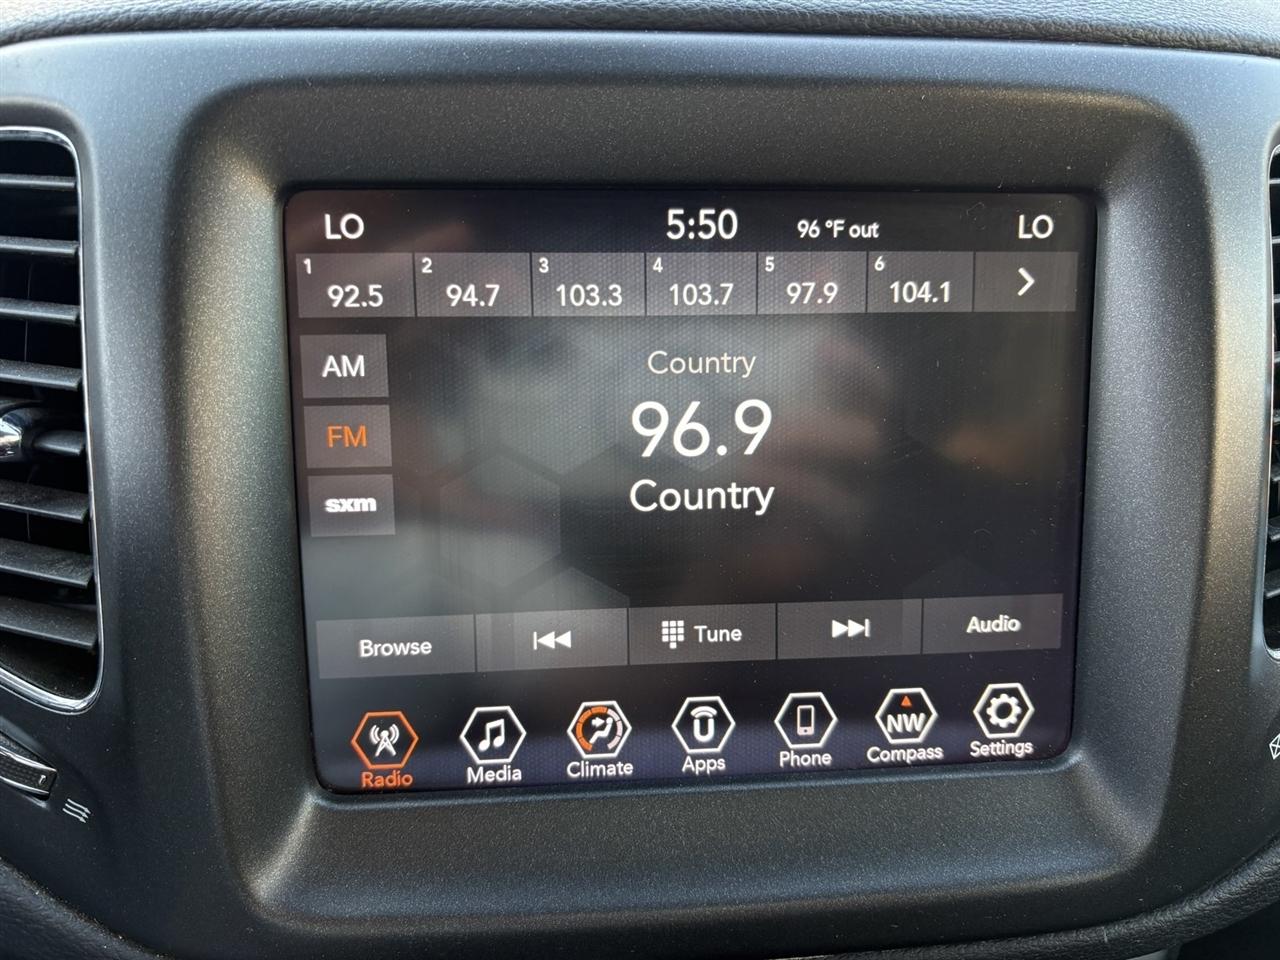 LO 5:50 96 °F out LO
1 2 3 4 5 6
92.5 94.7 103.3 103.7 97.9 104.1
AM
FM
sxm
Country
96.9
Country
Browse Tune Audio
NW
Radio Media Climate Apps Phone Compass Settings